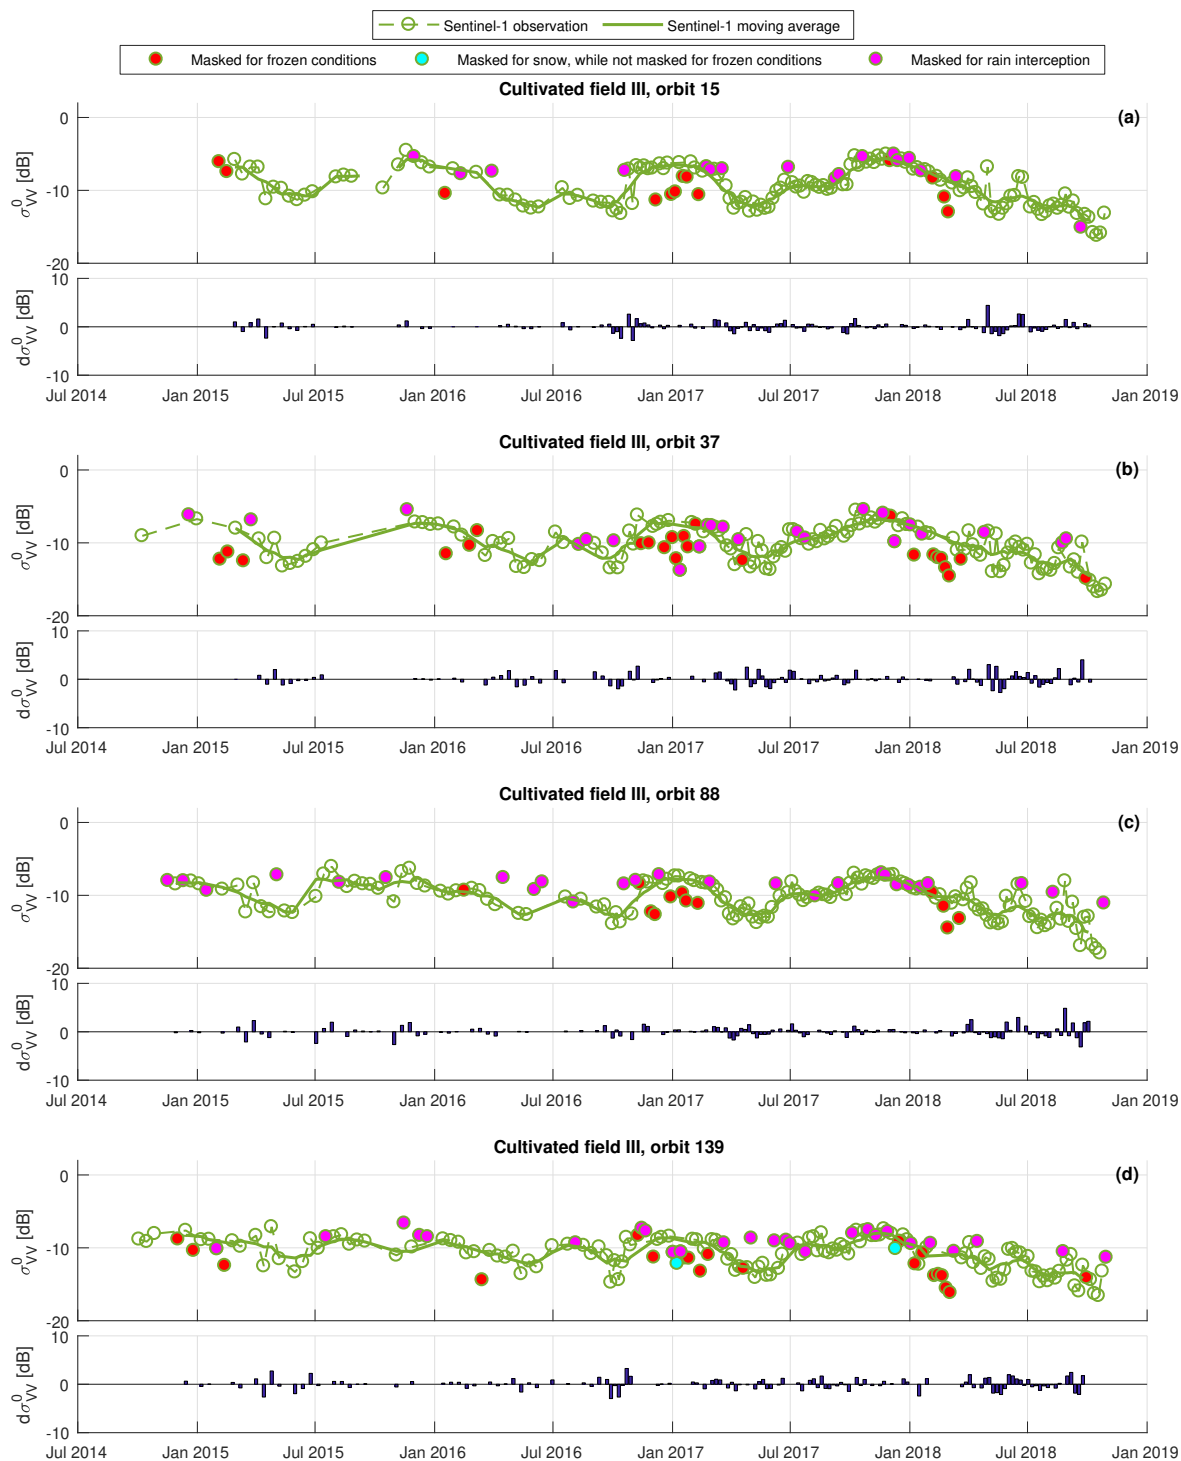 Sentinel-1 observation Sentinel-1 moving average
Masked for frozen conditions Masked for snow, while not masked for frozen conditions Masked for rain interception
Cultivated field III, orbit 15
(a)
0
-10
-20
σ⁰VV [dB]
10
0
-10
dσ⁰VV [dB]
Jul 2014 Jan 2015 Jul 2015 Jan 2016 Jul 2016 Jan 2017 Jul 2017 Jan 2018 Jul 2018 Jan 2019
Cultivated field III, orbit 37
(b)
0
-10
-20
σ⁰VV [dB]
10
0
-10
dσ⁰VV [dB]
Jul 2014 Jan 2015 Jul 2015 Jan 2016 Jul 2016 Jan 2017 Jul 2017 Jan 2018 Jul 2018 Jan 2019
Cultivated field III, orbit 88
(c)
0
-10
-20
σ⁰VV [dB]
10
0
-10
dσ⁰VV [dB]
Jul 2014 Jan 2015 Jul 2015 Jan 2016 Jul 2016 Jan 2017 Jul 2017 Jan 2018 Jul 2018 Jan 2019
Cultivated field III, orbit 139
(d)
0
-10
-20
σ⁰VV [dB]
10
0
-10
dσ⁰VV [dB]
Jul 2014 Jan 2015 Jul 2015 Jan 2016 Jul 2016 Jan 2017 Jul 2017 Jan 2018 Jul 2018 Jan 2019